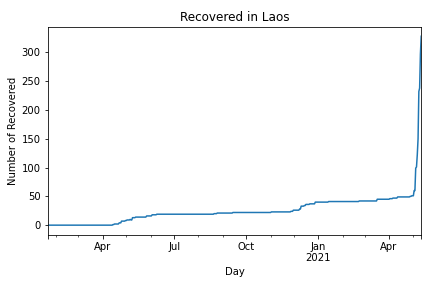 Recovered in Laos
Number of Recovered
300
250
200
150
100
50
0
Apr
Jul
Oct
Jan
2021
Apr
Day